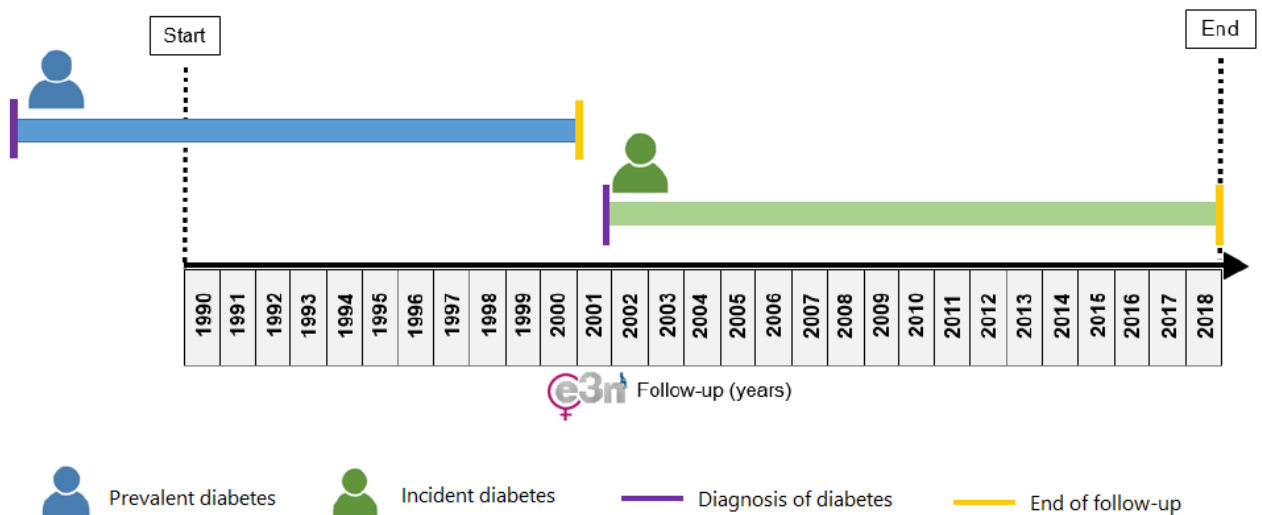 Start
End
1990 1991 1992 1993 1994 1995 1996 1997 1998 1999 2000 2001 2002 2003 2004 2005 2006 2007 2008 2009 2010 2011 2012 2013 2014 2015 2016 2017 2018
e3n Follow-up (years)
Prevalent diabetes Incident diabetes Diagnosis of diabetes End of follow-up